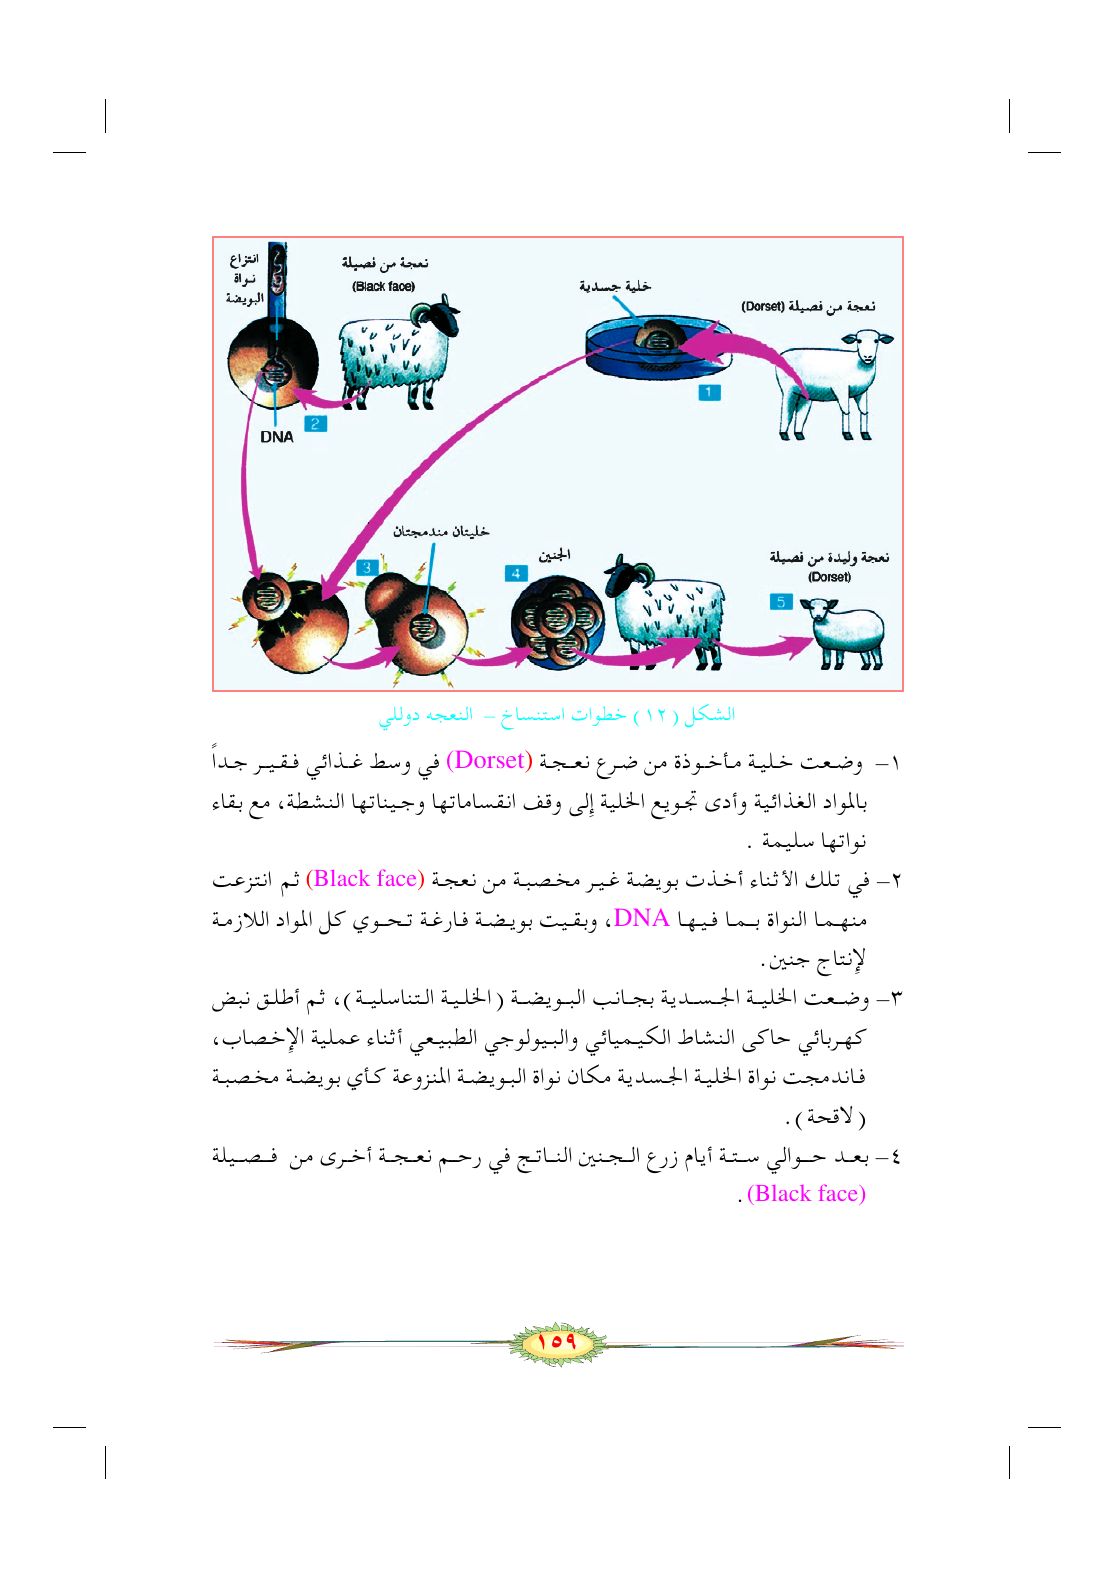 انتزاع
نواة
البويضة
نعجة من فصيلة
(Black face)
خلية جسدية
نعجة من فصيلة (Dorset)
1
2
DNA
خليتان مندمجتان
3
الجنين
4
نعجة وليدة من فصيلة
(Dorset)
5
الشكل (١٢) خطوات استنساخ – النعجه دوللي
١– وضعت خلية مأخوذة من ضرع نعجة (Dorset) في وسط غذائي فقير جداً
بالمواد الغذائية وأدى تجويع الخلية إلى وقف انقساماتها وجيناتها النشطة، مع بقاء
نواتها سليمة .
٢– في تلك الأثناء أخذت بويضة غير مخصبة من نعجة (Black face) ثم انتزعت
منهما النواة بما فيها DNA، وبقيت بويضة فارغة تحوي كل المواد اللازمة
لإنتاج جنين.
٣– وضعت الخلية الجسدية بجانب البويضة (الخلية التناسلية)، ثم أطلق نبض
كهربائي حاكى النشاط الكيميائي والبيولوجي الطبيعي أثناء عملية الإخصاب،
فاندمجت نواة الخلية الجسدية مكان نواة البويضة المنزوعة كأي بويضة مخصبة
(لاقحة).
٤– بعد حوالي ستة أيام زرع الجنين الناتج في رحم نعجة أخرى من فصيلة
(Black face) .
١٥٩